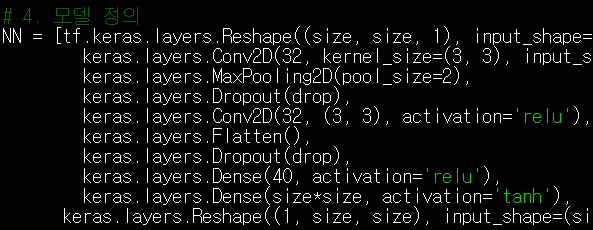 # 4. 모델 정의
NN = [tf.keras.layers.Reshape((size, size, 1), input_shape=
keras.layers.Conv2D(32, kernel_size=(3, 3), input_s
keras.layers.MaxPooling2D(pool_size=2),
keras.layers.Dropout(drop),
keras.layers.Conv2D(32, (3, 3), activation='relu'),
keras.layers.Flatten(),
keras.layers.Dropout(drop),
keras.layers.Dense(40, activation='relu'),
keras.layers.Dense(size*size, activation='tanh'),
keras.layers.Reshape((1, size, size), input_shape=(si